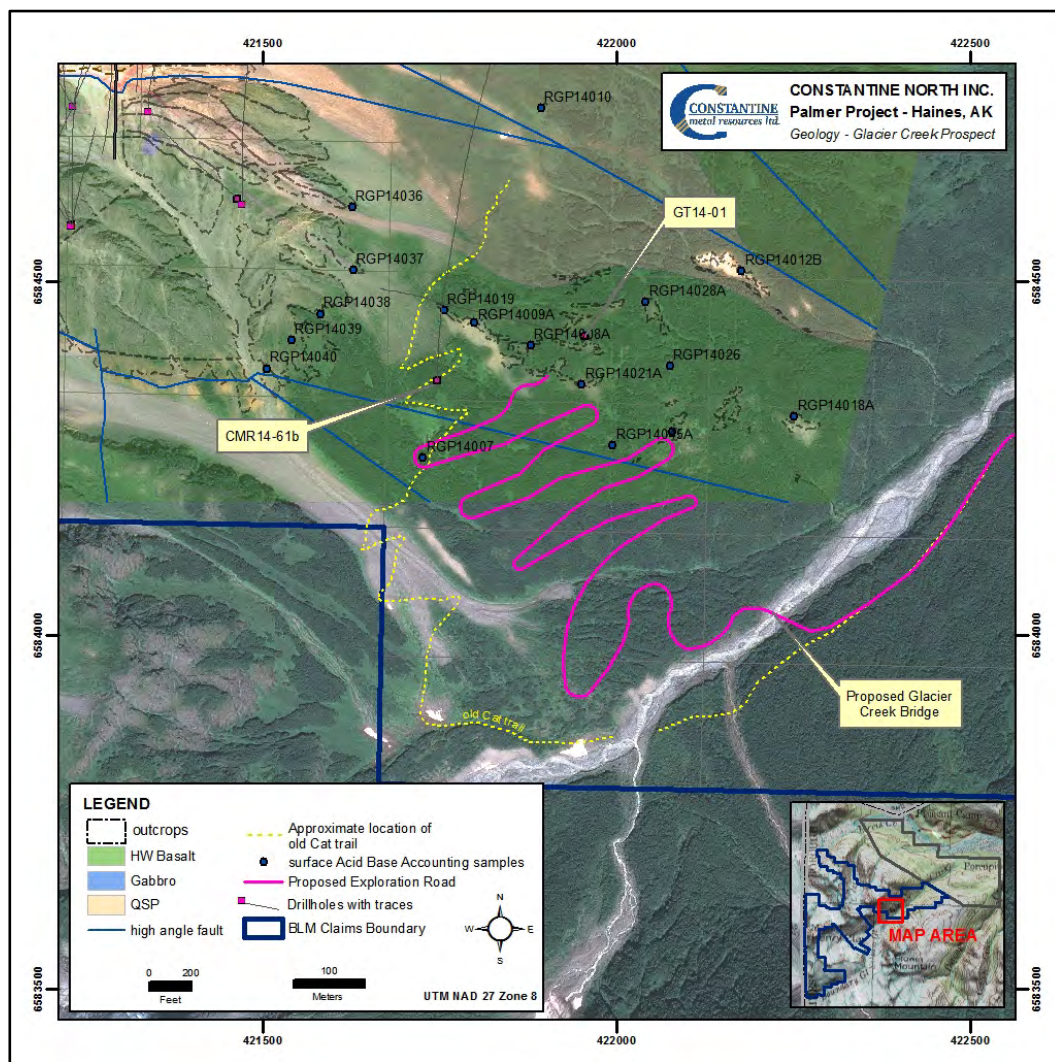 421500
422000
422500
CONSTANTINE
metal resources ltd.
CONSTANTINE NORTH INC.
Palmer Project - Haines, AK
Geology - Glacier Creek Prospect
RGP14010
RGP14036
GT14-01
RGP14037
RGP14012B
6584500
6584500
RGP14038
RGP14019
RGP14028A
RGP14009A
RGP14039
RGP14040
RGP14026
RGP14021A
RGP14018A
CMR14-61b
RGP14007
6584000
6584000
Proposed Glacier
Creek Bridge
old Cat trail
LEGEND
outcrops
HW Basalt
Gabbro
QSP
high angle fault
Approximate location of
old Cat trail
surface Acid Base Accounting samples
Proposed Exploration Road
Drillholes with traces
BLM Claims Boundary
N
W
E
S
0
200
Feet
100
Meters
UTM NAD 27 Zone 8
MAP AREA
6583500
6583500
421500
422000
422500